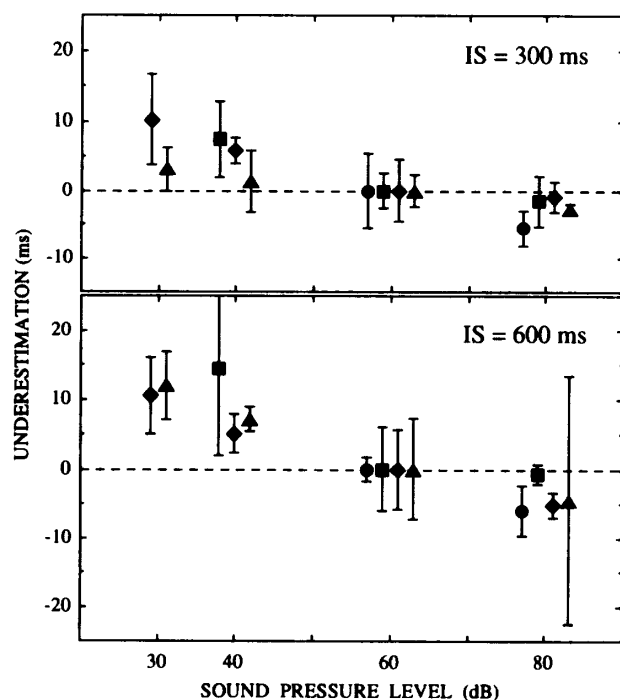 20
IS = 300 ms
10
0
-10
UNDERESTIMATION (ms)
20
IS = 600 ms
10
0
-10
-20
30 40 60 80
SOUND PRESSURE LEVEL (dB)